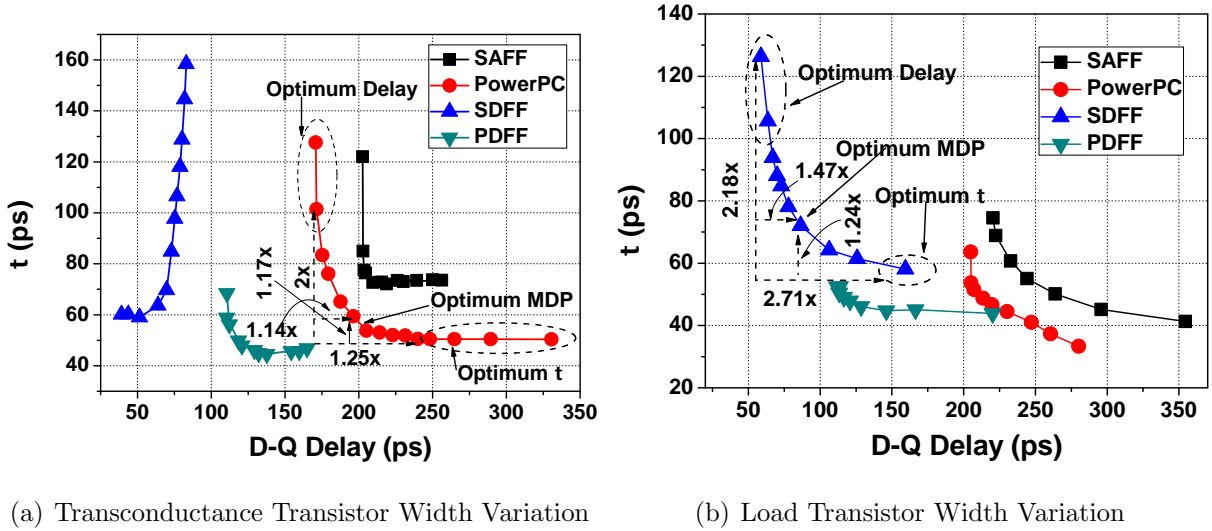 160
140
120
100
80
60
40
t (ps)
50
100
150
200
250
300
350
D-Q Delay (ps)
SAFF
PowerPC
SDFF
PDFF
Optimum Delay
1.17x
2x
1.14x
1.25x
Optimum MDP
Optimum t
(a) Transconductance Transistor Width Variation
140
120
100
80
60
40
20
t (ps)
50
100
150
200
250
300
350
D-Q Delay (ps)
SAFF
PowerPC
SDFF
PDFF
Optimum Delay
Optimum MDP
1.47x
2.18x
1.24x
Optimum t
2.71x
(b) Load Transistor Width Variation